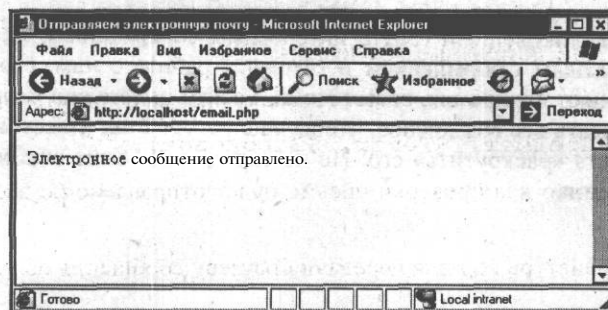 Отправляем электронную почту - Microsoft Internet Explorer
Файл Правка Вид Избранное Сервис Справка
Назад Поиск Избранное
Адрес: http://localhost/email.php Переход
Электронное сообщение отправлено.
Готово Local intranet